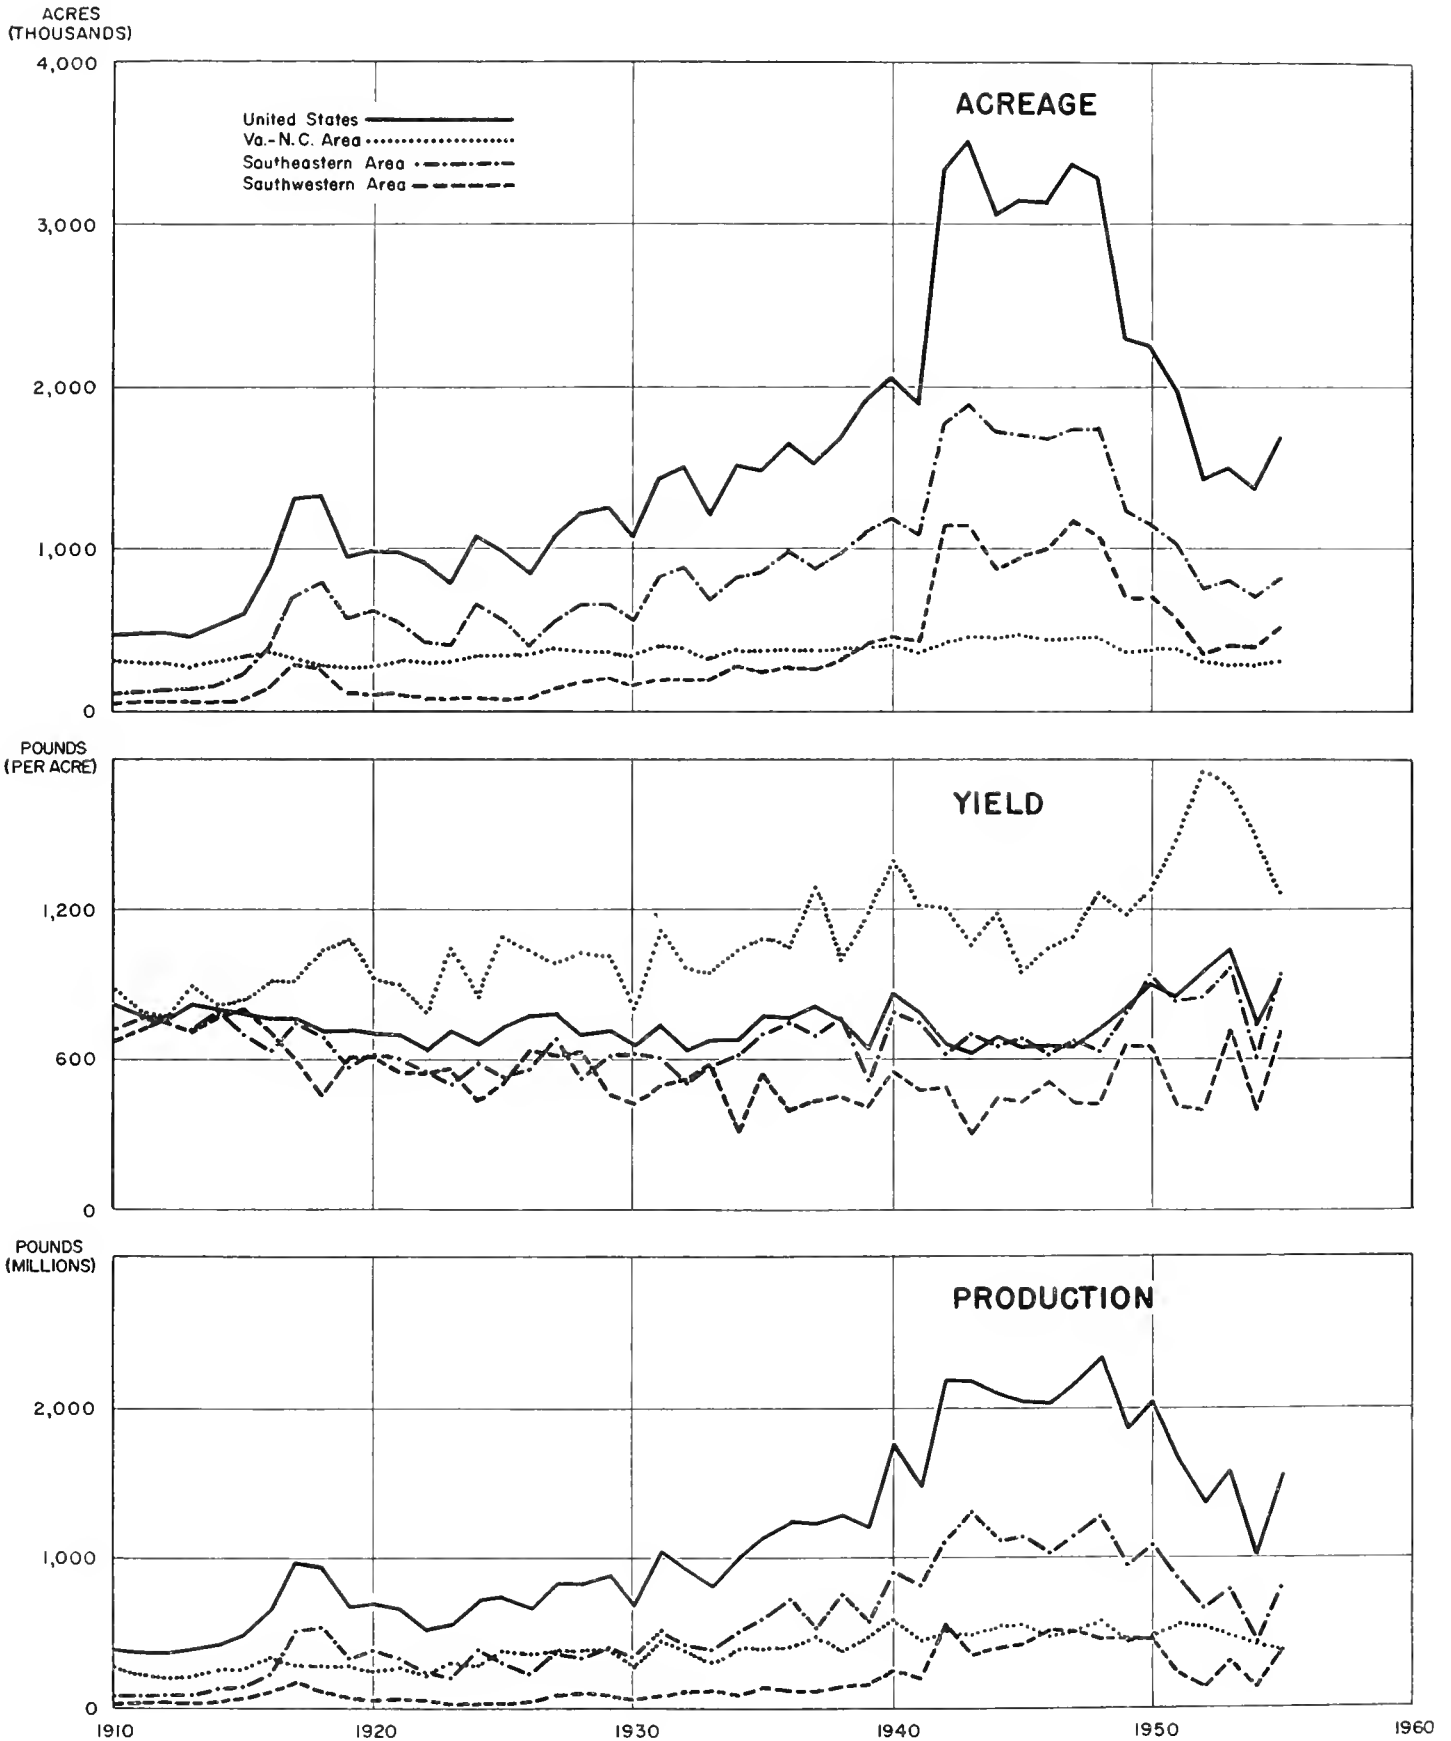 ACRES
(THOUSANDS)
4,000
ACREAGE
United States
Va.-N.C. Area
Southeastern Area
Southwestern Area
3,000
2,000
1,000
0
POUNDS
(PER ACRE)
YIELD
1,200
600
0
POUNDS
(MILLIONS)
PRODUCTION
2,000
1,000
0
1910 1920 1930 1940 1950 1960